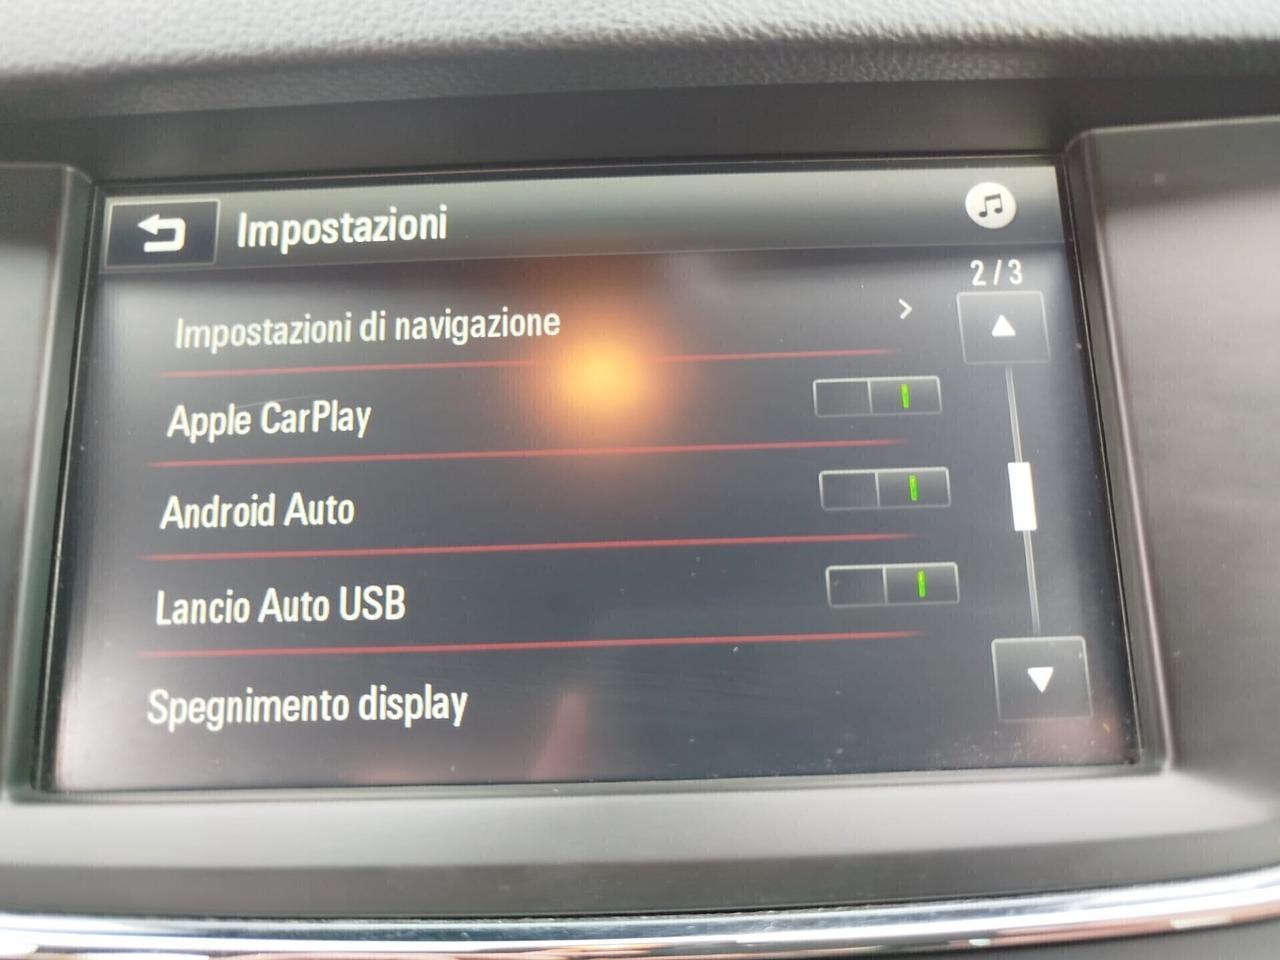 Impostazioni
2/3
Impostazioni di navigazione
Apple CarPlay
Android Auto
Lancio Auto USB
Spegnimento display